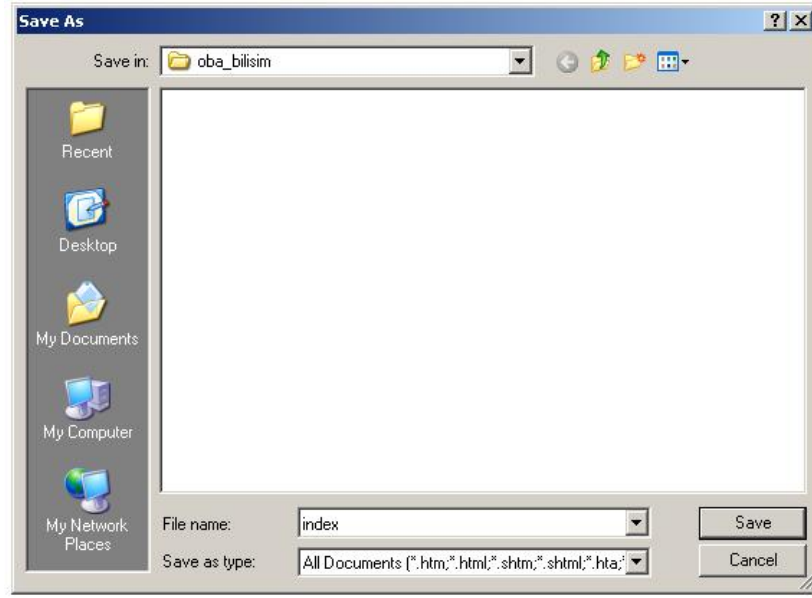 Save As
Save in: oba_bilisim
Recent
Desktop
My Documents
My Computer
My Network
Places
File name: index
Save
Save as type: All Documents (*.htm;*.html;*.shtm;*.shtml;*.hta;*
Cancel